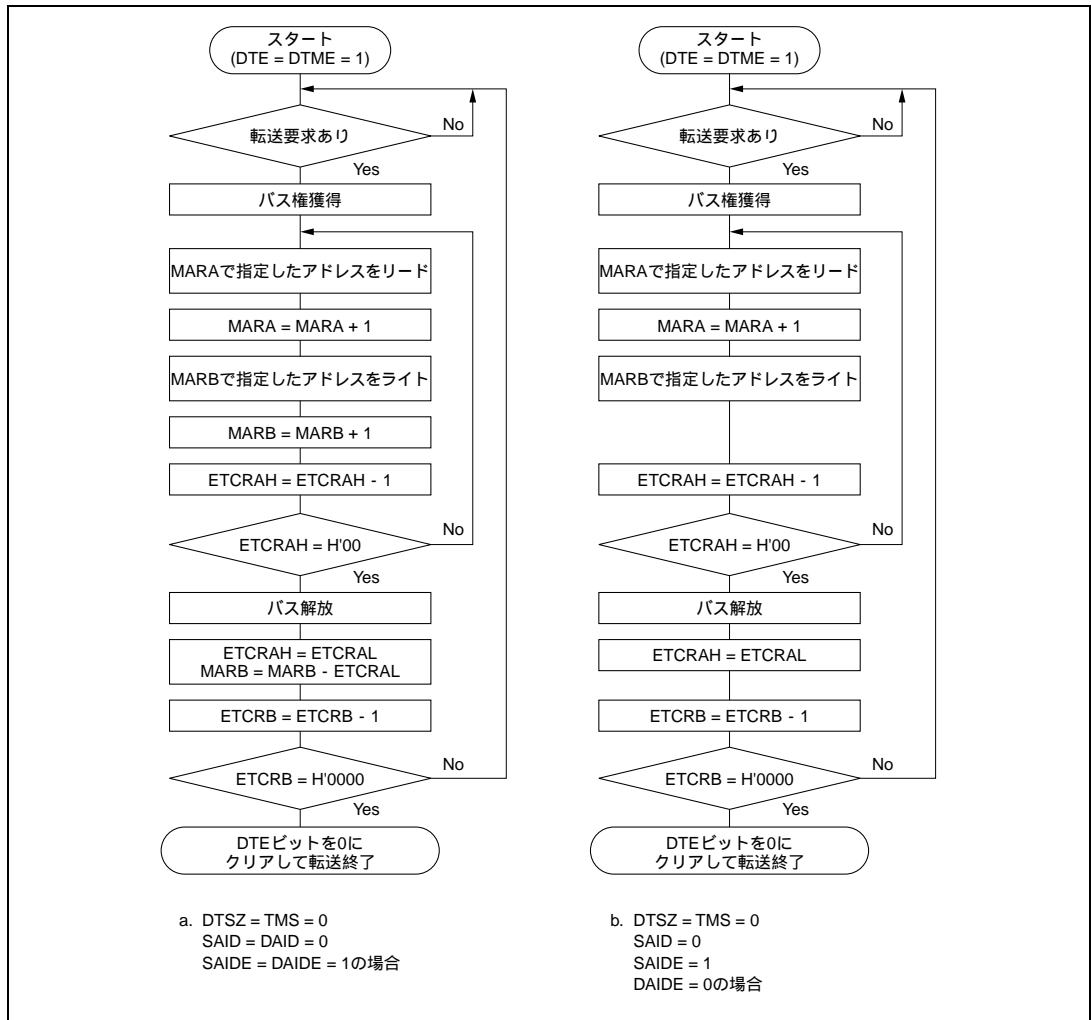 スタート
(DTE = DTME = 1)
転送要求あり
No
Yes
バス権獲得
MARAで指定したアドレスをリード
MARA = MARA + 1
MARBで指定したアドレスをライト
MARB = MARB + 1
ETCRAH = ETCRAH - 1
ETCRAH = H'00
No
Yes
バス解放
ETCRAH = ETCRAL
MARB = MARB - ETCRAL
ETCRB = ETCRB - 1
ETCRB = H'0000
No
Yes
DTEビットを0に
クリアして転送終了
a. DTSZ = TMS = 0
SAID = DAID = 0
SAIDE = DAIDE = 1の場合
スタート
(DTE = DTME = 1)
転送要求あり
No
Yes
バス権獲得
MARAで指定したアドレスをリード
MARA = MARA + 1
MARBで指定したアドレスをライト
ETCRAH = ETCRAH - 1
ETCRAH = H'00
No
Yes
バス解放
ETCRAH = ETCRAL
ETCRB = ETCRB - 1
ETCRB = H'0000
No
Yes
DTEビットを0に
クリアして転送終了
b. DTSZ = TMS = 0
SAID = 0
SAIDE = 1
DAIDE = 0の場合